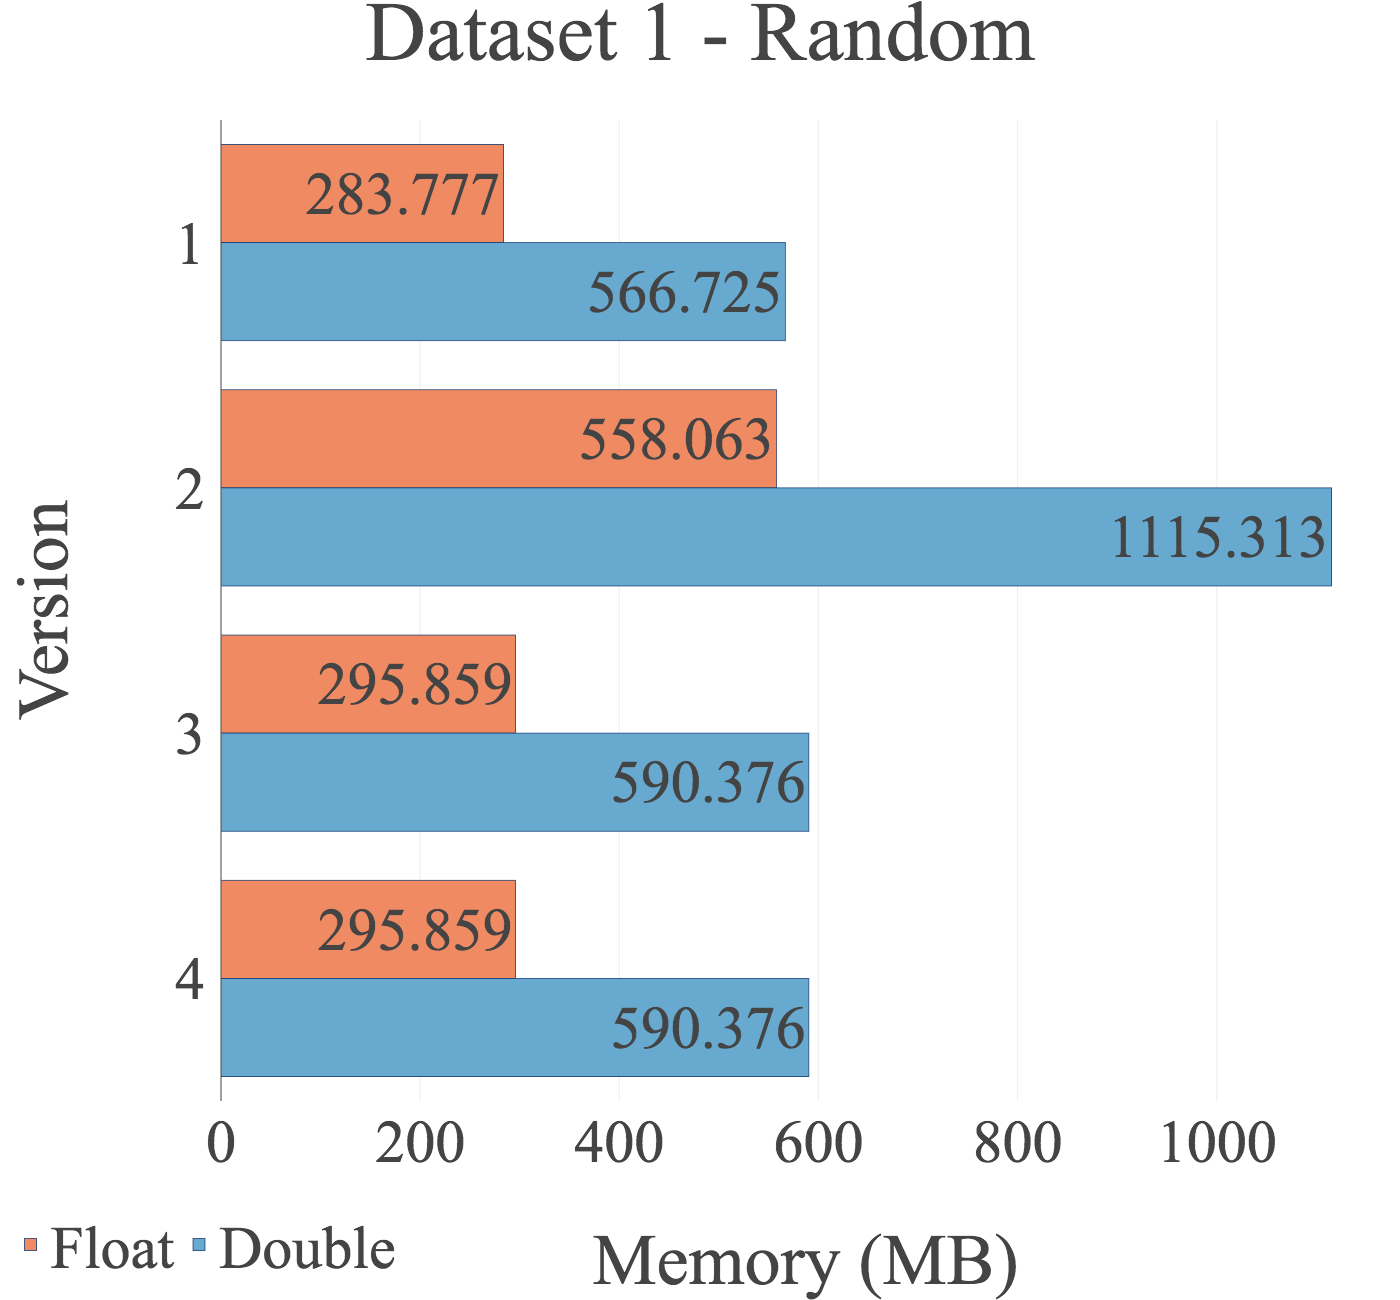 Dataset 1 - Random
283.777
1
566.725
558.063
2
1115.313
Version
295.859
3
590.376
295.859
4
590.376
0 200 400 600 800 1000
Float Double
Memory (MB)